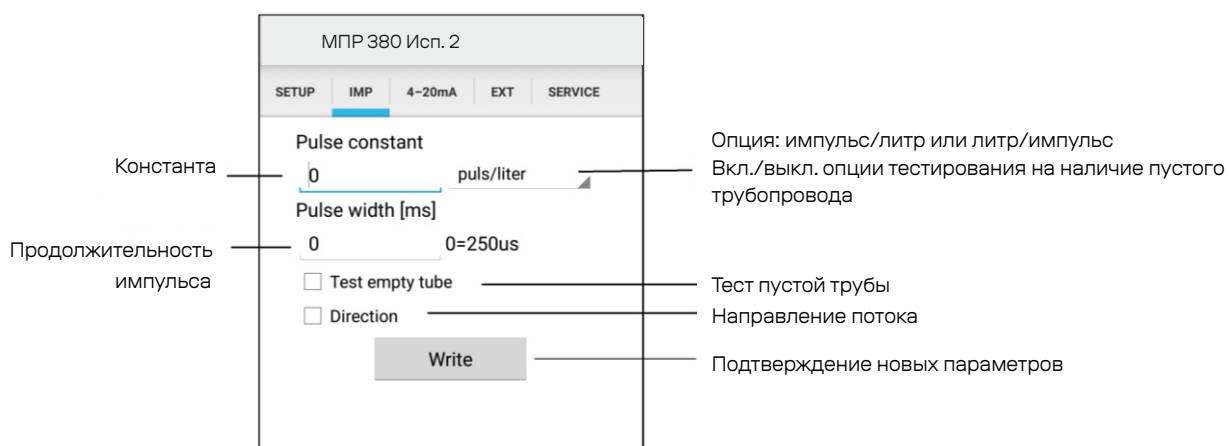 МПР 380 Исп. 2
SETUP IMP 4–20mA EXT SERVICE
Pulse constant
Константа
0 puls/liter
Опция: импульс/литр или литр/импульс
Вкл./выкл. опции тестирования на наличие пустого
трубопровода
Pulse width [ms]
Продолжительность
импульса
0 0=250us
Test empty tube
Тест пустой трубы
Direction
Направление потока
Write
Подтверждение новых параметров